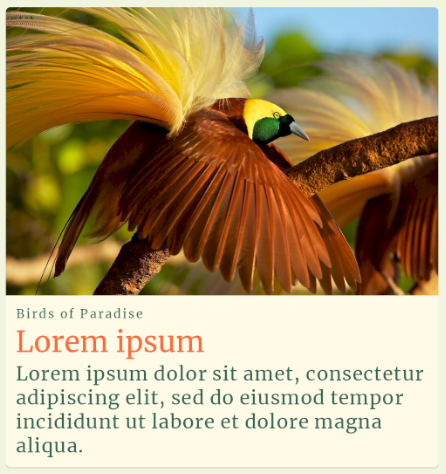 Birds of Paradise
Lorem ipsum
Lorem ipsum dolor sit amet, consectetur
adipiscing elit, sed do eiusmod tempor
incididunt ut labore et dolore magna
aliqua.